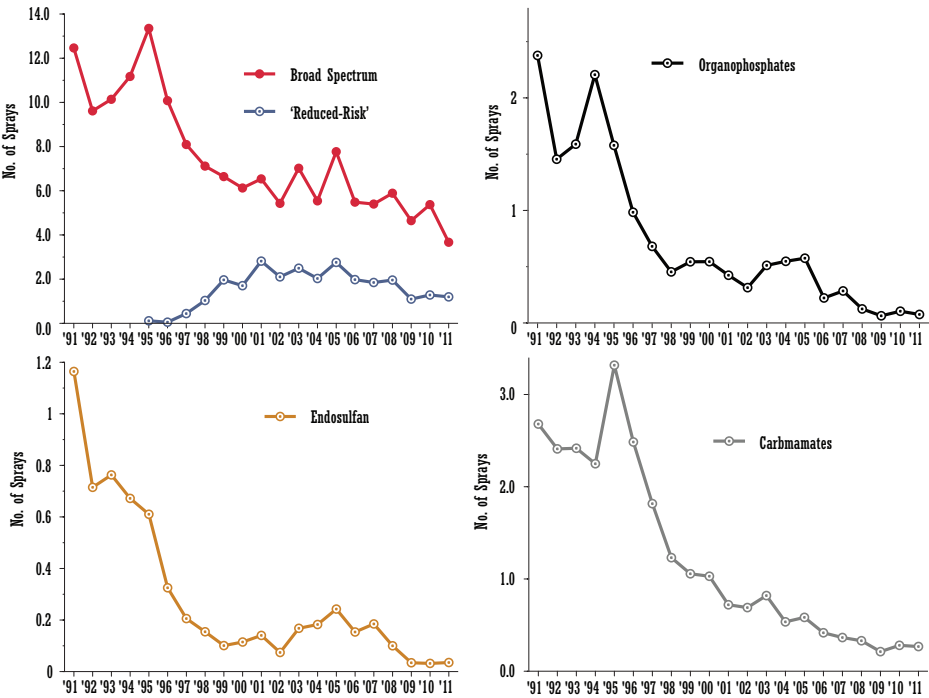 14.0
12.0
10.0
8.0
6.0
4.0
2.0
0.0
No. of Sprays
Broad Spectrum
'Reduced-Risk'
'91 '92 '93 '94 '95 '96 '97 '98 '99 '00 '01 '02 '03 '04 '05 '06 '07 '08 '09 '10 '11
2
1
0
No. of Sprays
Organophosphates
'91 '92 '93 '94 '95 '96 '97 '98 '99 '00 '01 '02 '03 '04 '05 '06 '07 '08 '09 '10 '11
1.2
1
0.8
0.6
0.4
0.2
0
No. of Sprays
Endosulfan
'91 '92 '93 '94 '95 '96 '97 '98 '99 '00 '01 '02 '03 '04 '05 '06 '07 '08 '09 '10 '11
3.0
2.0
1.0
0.0
No. of Sprays
Carbmamates
'91 '92 '93 '94 '95 '96 '97 '98 '99 '00 '01 '02 '03 '04 '05 '06 '07 '08 '09 '10 '11